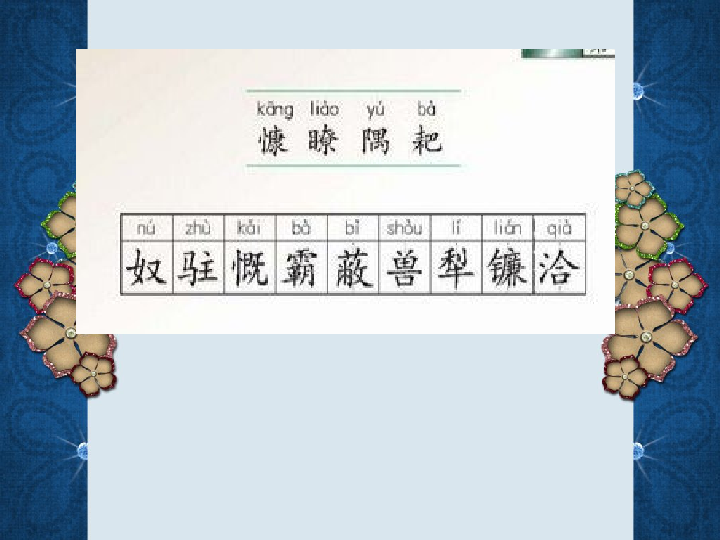 kāng liào yú bà
慷 瞭 隅 耙
nú zhù kǎi bà bì shòu lí lián qià
奴 驻 慨 霸 蔽 兽 犁 镰 洽